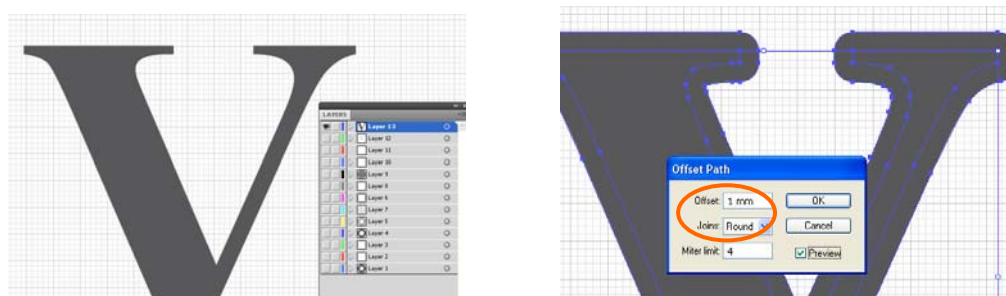 V
LAYERS
Layer 13
Layer 12
Layer 11
Layer 10
Layer 9
Layer 8
Layer 6
Layer 7
Layer 5
Layer 4
Layer 3
Layer 2
Layer 1
Offset Path
Offset: 1 mm
OK
Joins: Round
Cancel
Miter limit: 4
Preview